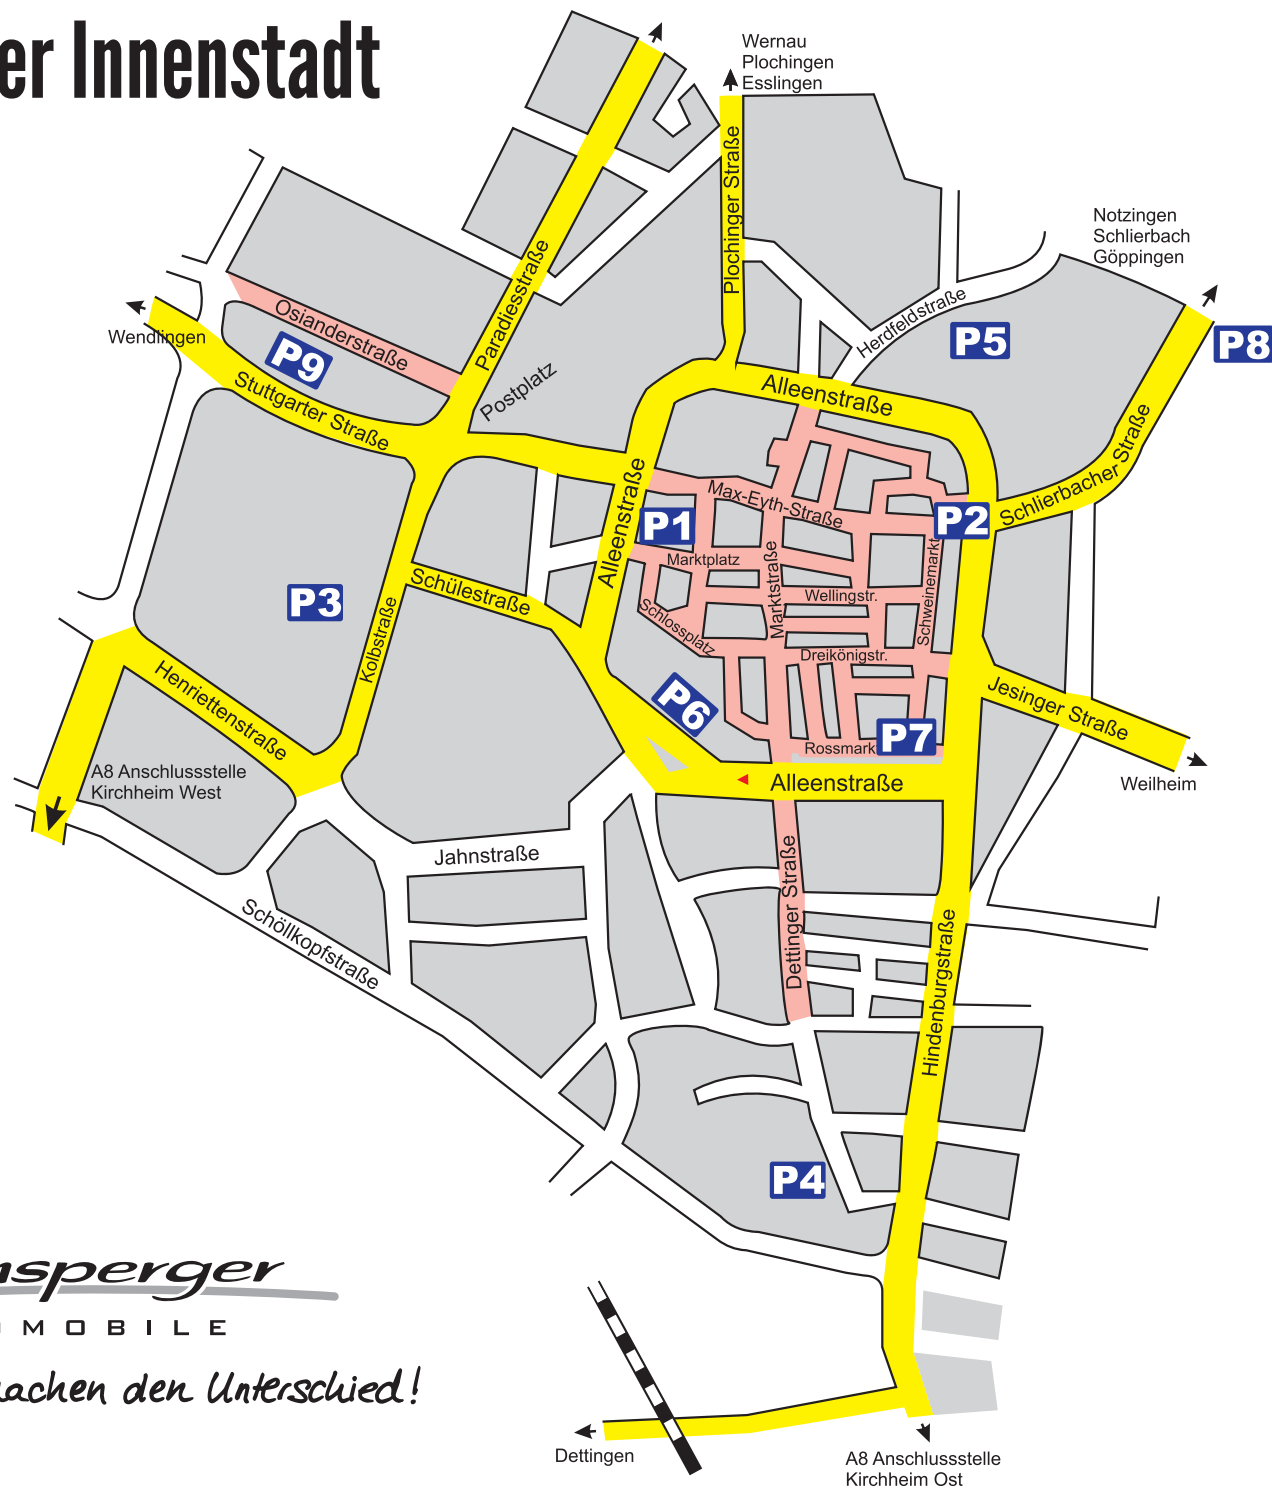 er Innenstadt
Wernau
Plochingen
Esslingen
Plochinger Straße
Notzingen
Schlierbach
Göppingen
Paradiesstraße
Herdfeldstraße
P5
P8
Osianderstraße
Wendlingen
P9
Stuttgarter Straße
Postplatz
Alleenstraße
Schlierbacher Straße
Alleenstraße
Max-Eyth-Straße
P1
P2
Marktplatz
Marktstraße
Schweinemarkt
Wellingstr.
Schlossplatz
Dreikönigstr.
Schülestraße
P3
Kolbstraße
Henriettenstraße
P6
P7
Rossmarkt
Jesinger Straße
Weilheim
Alleenstraße
A8 Anschlussstelle
Kirchheim West
Jahnstraße
Dettinger Straße
Schöllkopfstraße
Hindenburgstraße
P4
nsperger
OMOBILE
achen den Unterschied!
Dettingen
A8 Anschlussstelle
Kirchheim Ost